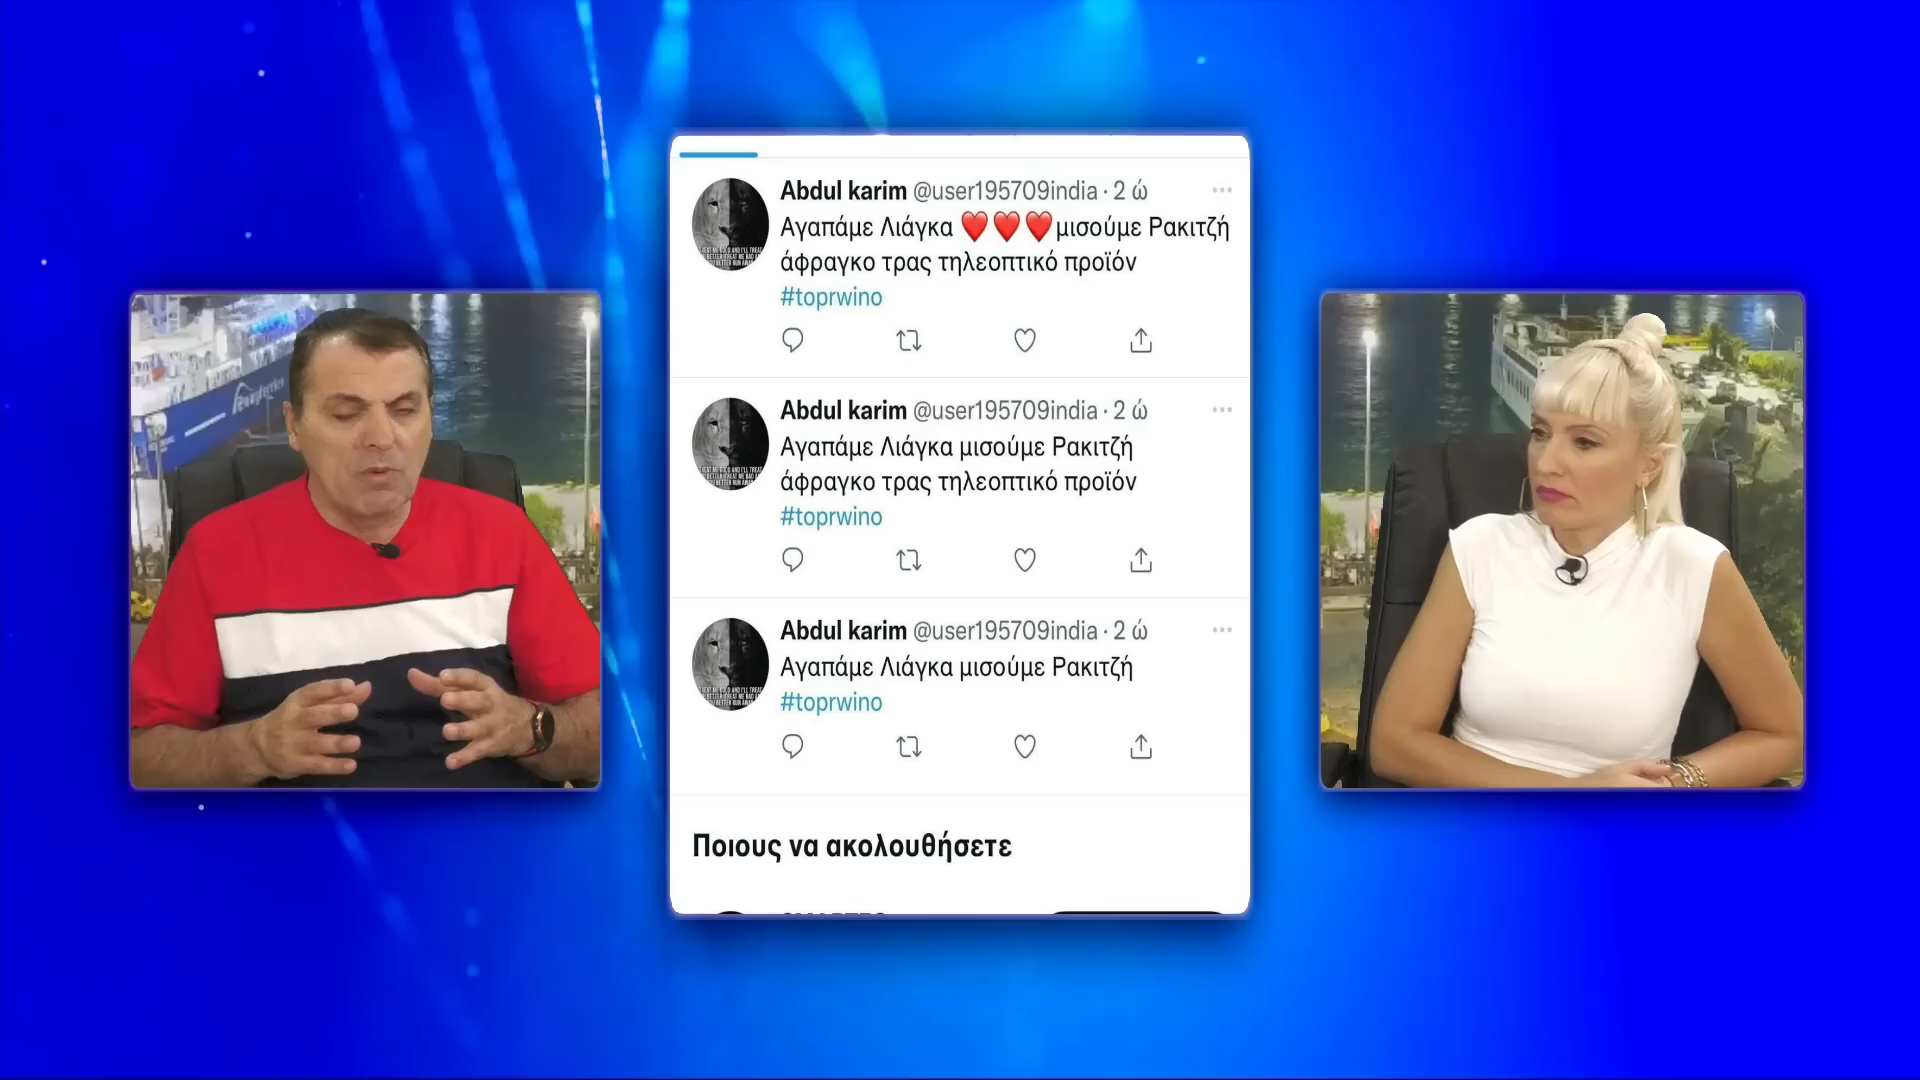 Abdul karim @user195709india · 2 ώ
Αγαπάμε Λιάγκα ❤️❤️❤️μισούμε Ρακιτζή
άφραγκο τρας τηλεοπτικό προϊόν
#toprwino
Abdul karim @user195709india · 2 ώ
Αγαπάμε Λιάγκα μισούμε Ρακιτζή
άφραγκο τρας τηλεοπτικό προϊόν
#toprwino
Abdul karim @user195709india · 2 ώ
Αγαπάμε Λιάγκα μισούμε Ρακιτζή
#toprwino
Ποιους να ακολουθήσετε